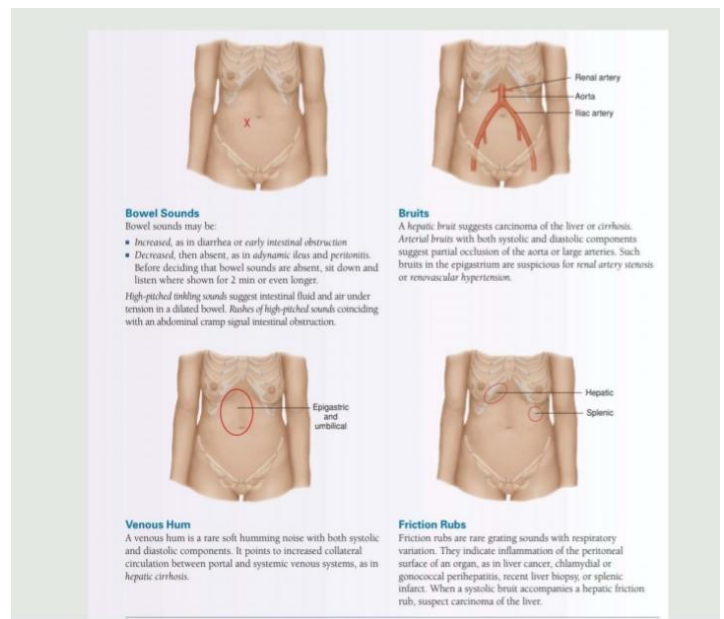 X
Renal artery
Aorta
Iliac artery
Bowel Sounds
Bowel sounds may be:
▪ Increased, as in diarrhea or early intestinal obstruction
▪ Decreased, then absent, as in adynamic ileus and peritonitis.
Before deciding that bowel sounds are absent, sit down and
listen where shown for 2 min or even longer.
High-pitched tinkling sounds suggest intestinal fluid and air under
tension in a dilated bowel. Rushes of high-pitched sounds coinciding
with an abdominal cramp signal intestinal obstruction.
Bruits
A hepatic bruit suggests carcinoma of the liver or cirrhosis.
Arterial bruits with both systolic and diastolic components
suggest partial occlusion of the aorta or large arteries. Such
bruits in the epigastrium are suspicious for renal artery stenosis
or renovascular hypertension.
Epigastric
and
umbilical
Hepatic
Splenic
Venous Hum
A venous hum is a rare soft humming noise with both systolic
and diastolic components. It points to increased collateral
circulation between portal and systemic venous systems, as in
hepatic cirrhosis.
Friction Rubs
Friction rubs are rare grating sounds with respiratory
variation. They indicate inflammation of the peritoneal
surface of an organ, as in liver cancer, chlamydial or
gonococcal perihepatitis, recent liver biopsy, or splenic
infarct. When a systolic bruit accompanies a hepatic friction
rub, suspect carcinoma of the liver.